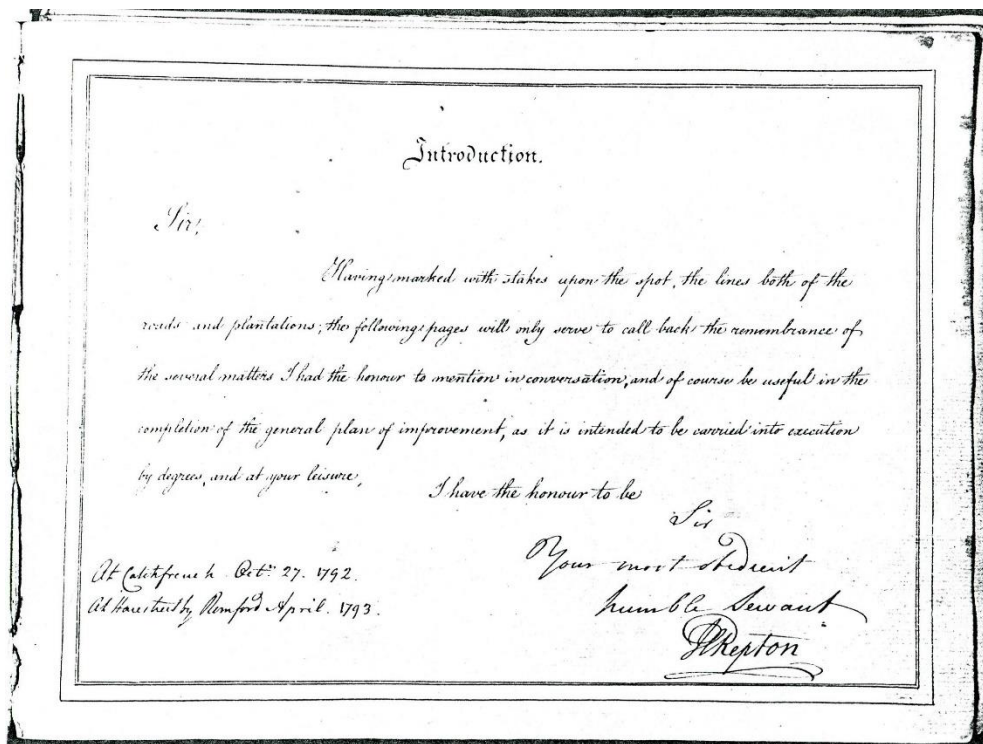 Introduction.
Sir,
Having marked with stakes upon the spot, the lines both of the
roads and plantations; the following pages will only serve to call back the remembrance of
the several matters I had the honour to mention in conversation, and of course be useful in the
completion of the general plan of improvement, as it is intended to be carried into execution
by degrees, and at your leisure,
I have the honour to be
Sir
Your most obedient
humble Servant
HRepton
At Catchfrench Octr. 27. 1792.
At Harestreet by Romford April. 1793.